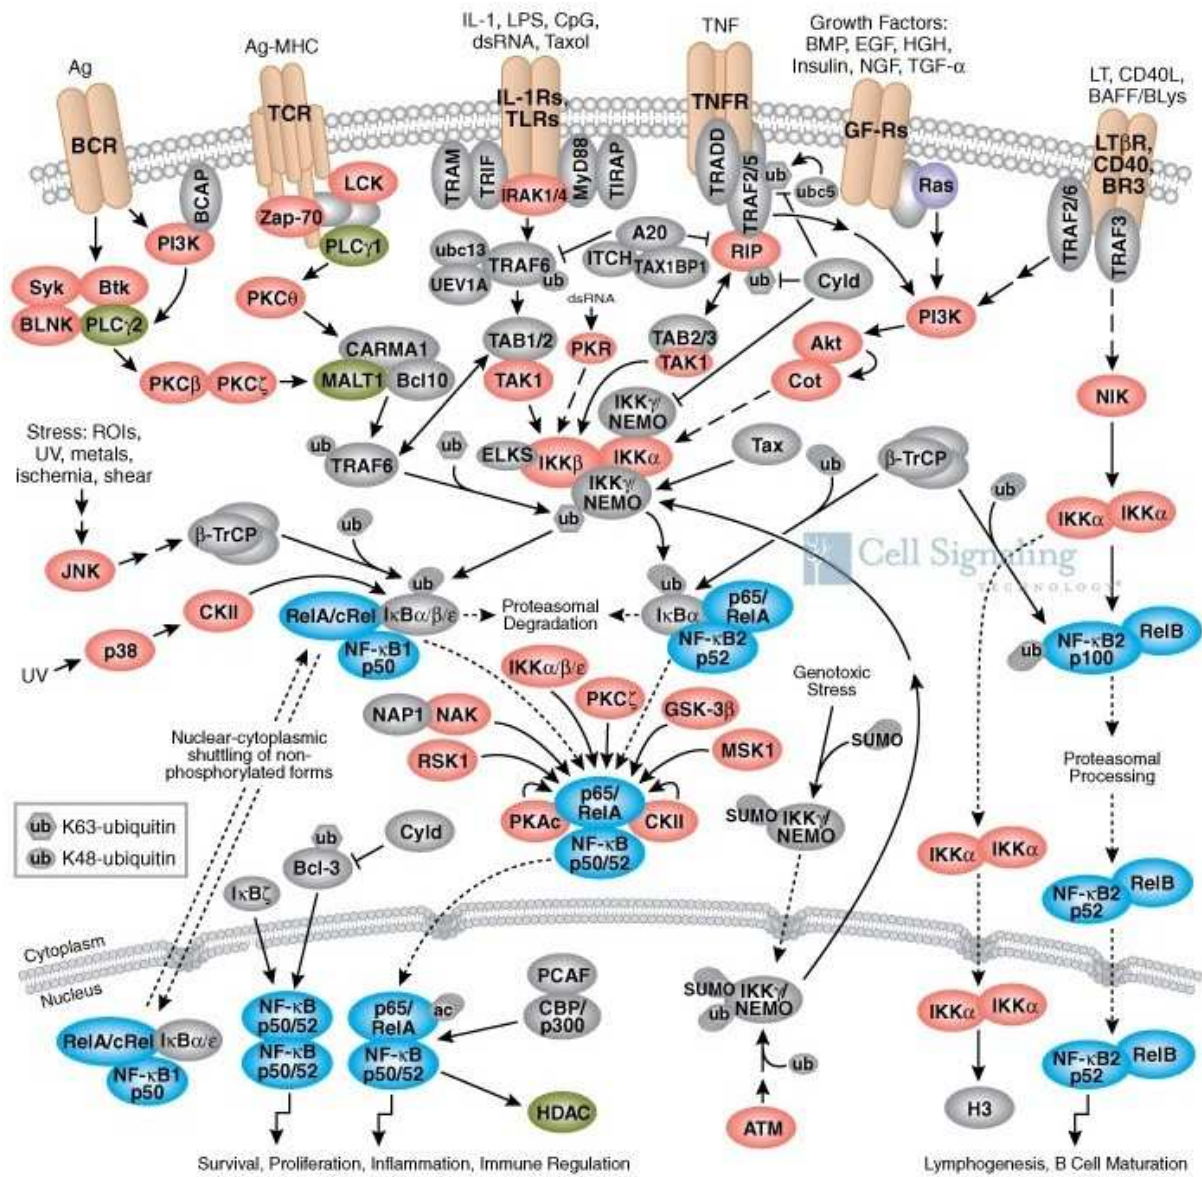 IL-1, LPS, CpG,
dsRNA, Taxol
TNF
Growth Factors:
BMP, EGF, HGH,
Insulin, NGF, TGF-α
Ag
Ag-MHC
LT, CD40L,
BAFF/BLys
BCR
TCR
IL-1Rs,
TLRs
TNFR
GF-Rs
LTβR,
CD40,
BR3
BCAP
LCK
Zap-70
PLCγ1
TRAM
TRIF
IRAK1/4
MyD88
TIRAP
TRADD
TRAF2/5
ub
ubc5
Ras
TRAF2/6
TRAF3
PI3K
Syk
Btk
BLNK
PLCγ2
PKCθ
ubc13
UEV1A
TRAF6
ub
A20
ITCH
TAX1BP1
RIP
ub
Cyld
PI3K
dsRNA
PKR
CARMA1
MALT1
Bcl10
PKCβ
PKCζ
TAB1/2
TAK1
TAB2/3
TAK1
Akt
Cot
NIK
IKKγ/
NEMO
Stress: ROIs,
UV, metals,
ischemia, shear
ub
TRAF6
ub
ELKS
IKKβ
IKKα
IKKγ/
NEMO
ub
Tax
ub
β-TrCP
ub
IKKα
IKKα
JNK
β-TrCP
ub
Cell Signaling
TECHNOLOGY®
CKII
p38
UV
ub
RelA/cRel
IκBα/β/ε
NF-κB1
p50
Proteasomal
Degradation
ub
IκBα
p65/
RelA
NF-κB2
p52
ub
NF-κB2
p100
RelB
IKKα/β/ε
PKCζ
GSK-3β
NAP1
NAK
RSK1
MSK1
Genotoxic
Stress
SUMO
Nuclear-cytoplasmic
shuttling of non-
phosphorylated forms
Proteasomal
Processing
p65/
RelA
PKAc
CKII
NF-κB
p50/52
SUMO
IKKγ/
NEMO
ub K63-ubiquitin
ub K48-ubiquitin
ub
Bcl-3
Cyld
IκBζ
IKKα
IKKα
NF-κB2
p52
RelB
Cytoplasm
Nucleus
RelA/cRel
IκBα/ε
NF-κB1
p50
NF-κB
p50/52
NF-κB
p50/52
p65/
RelA
ac
NF-κB
p50/52
PCAF
CBP/
p300
HDAC
SUMO
ub
IKKγ/
NEMO
ub
ATM
IKKα
IKKα
H3
NF-κB2
p52
RelB
Survival, Proliferation, Inflammation, Immune Regulation
Lymphogenesis, B Cell Maturation